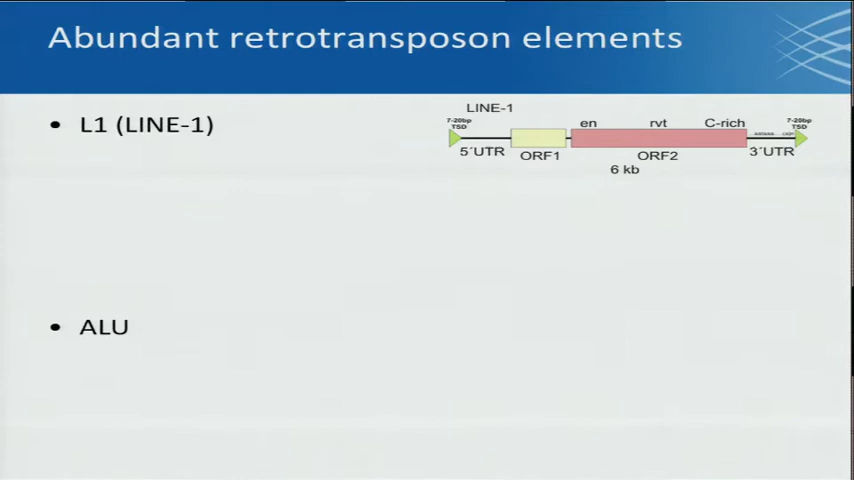 Abundant retrotransposon elements
• L1 (LINE-1)
LINE-1
7-20bp
TSD
en rvt C-rich
7-20bp
TSD
5´UTR ORF1 ORF2 3´UTR
6 kb
• ALU